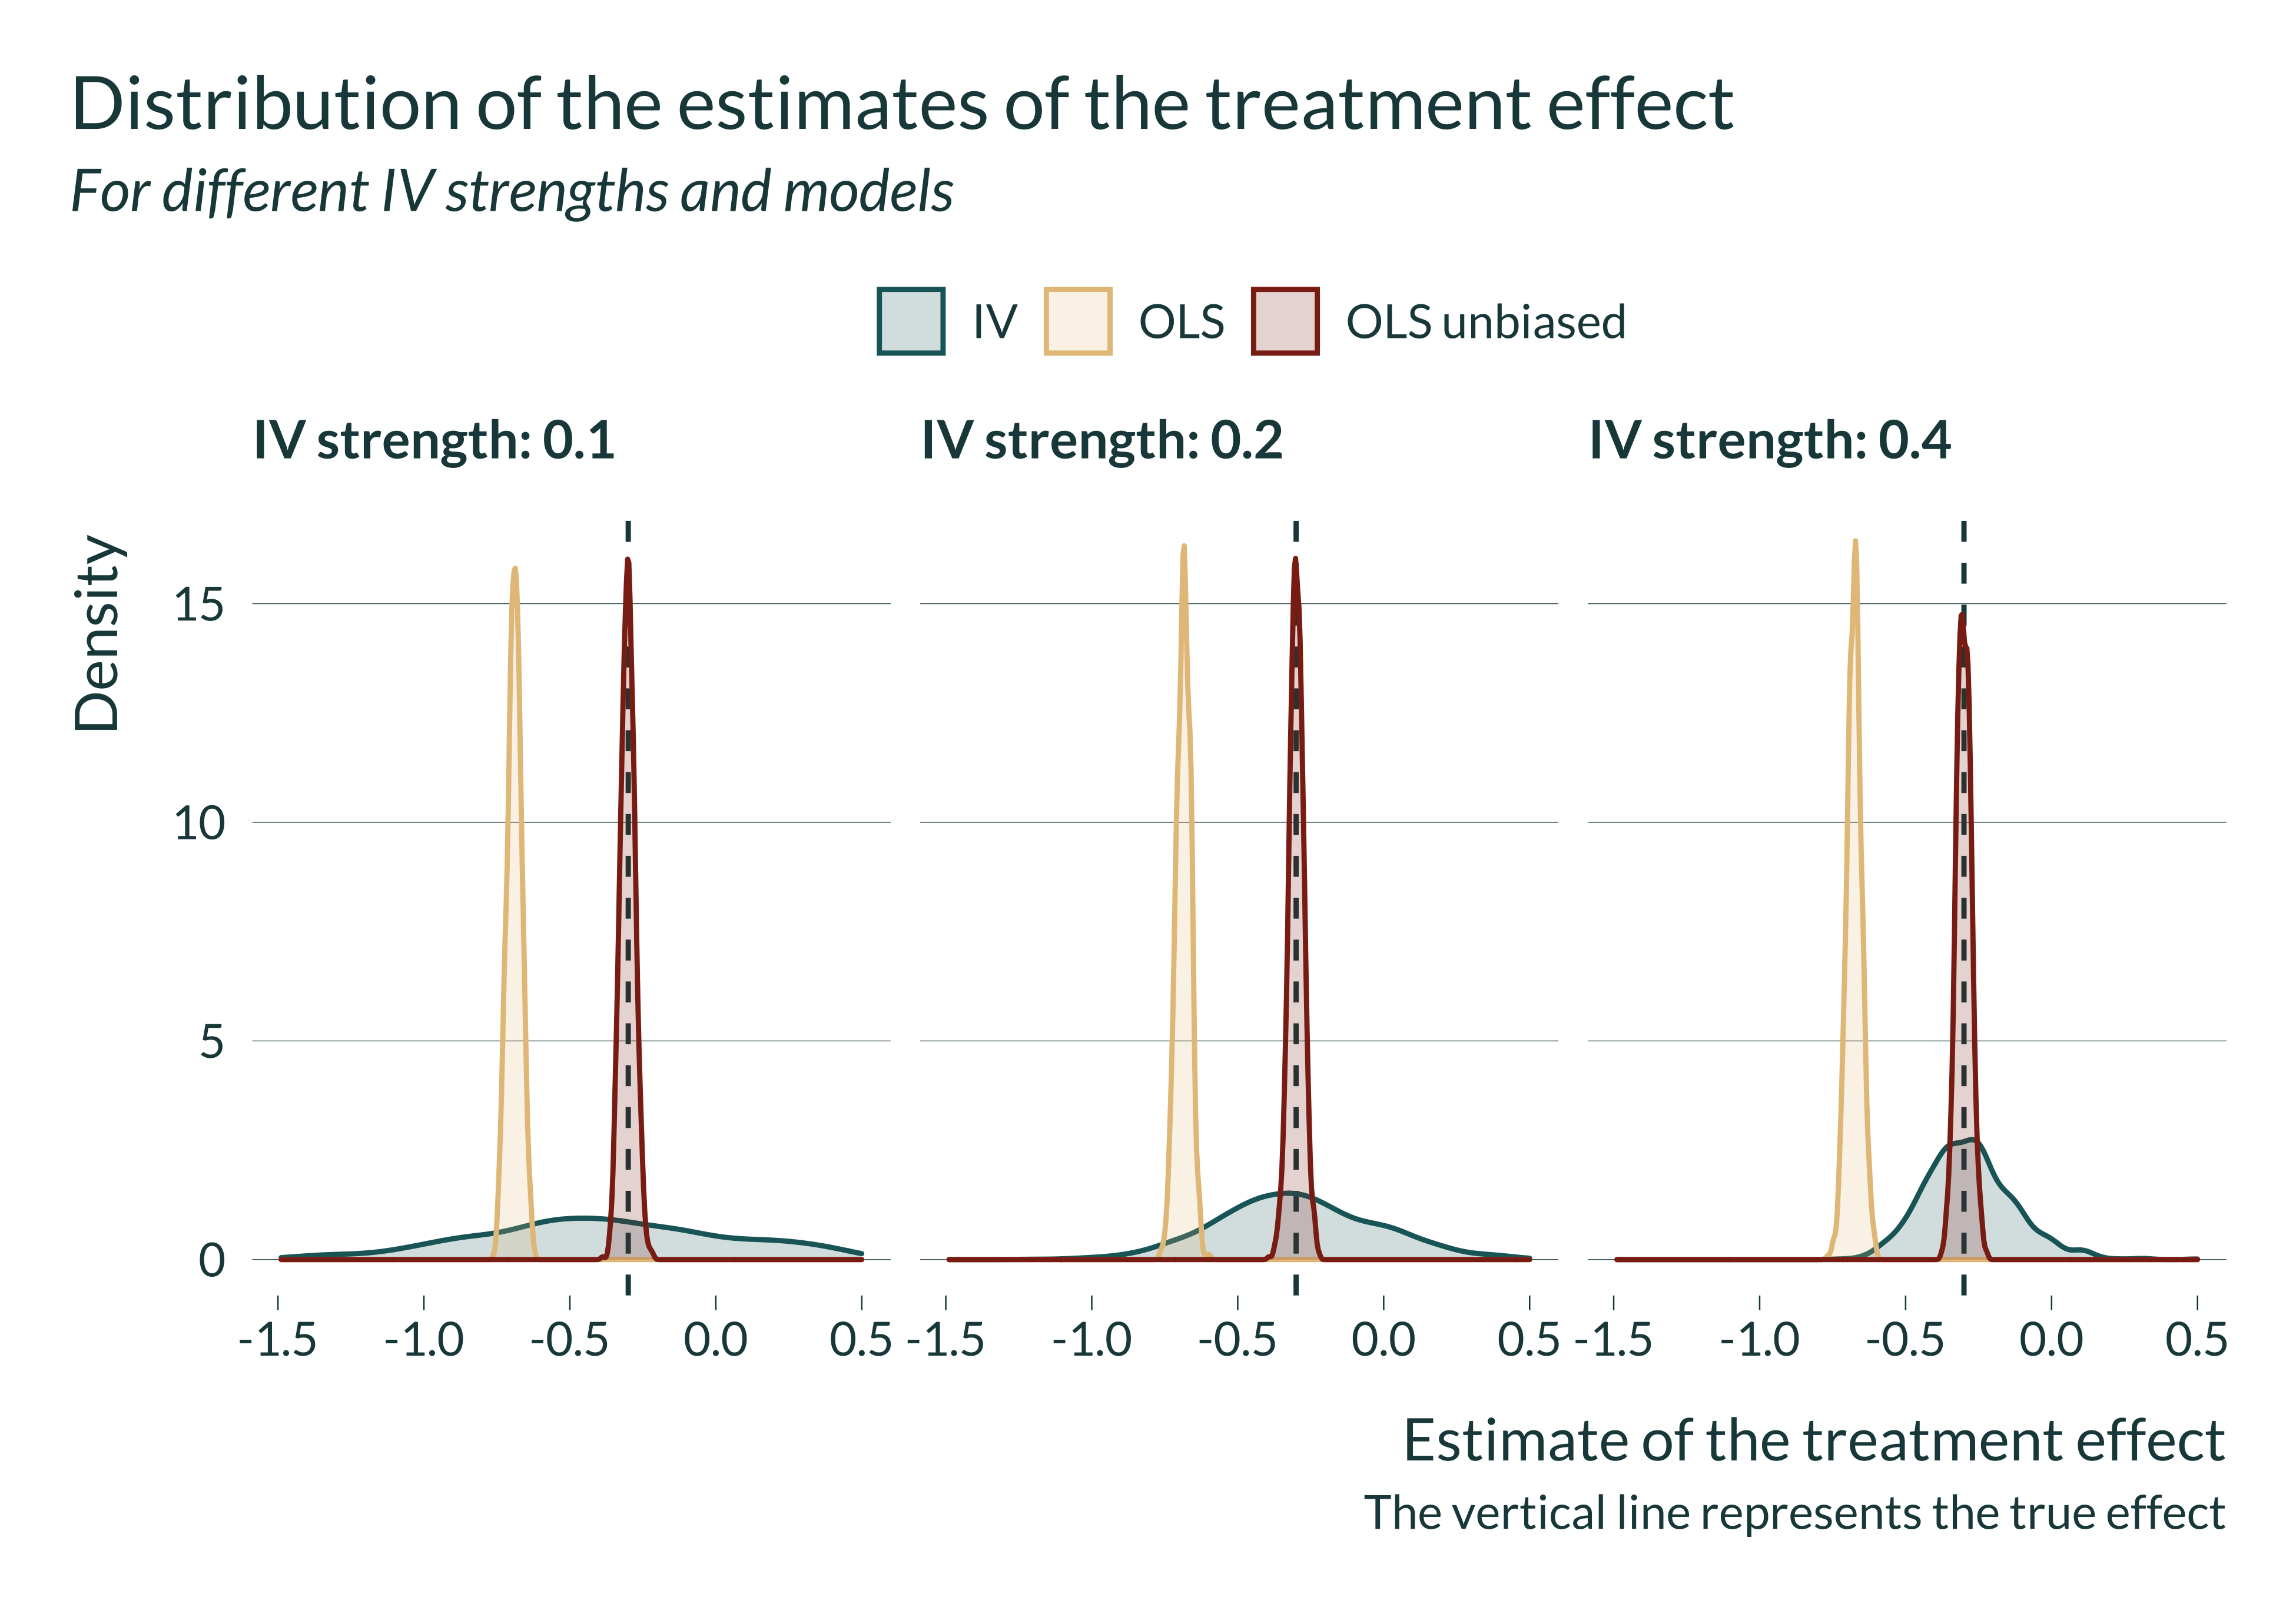 Distribution of the estimates of the treatment effect
For different IV strengths and models
IV OLS OLS unbiased
IV strength: 0.1 IV strength: 0.2 IV strength: 0.4
Density
15
10
5
0
-1.5 -1.0 -0.5 0.0 0.5 -1.5 -1.0 -0.5 0.0 0.5 -1.5 -1.0 -0.5 0.0 0.5
Estimate of the treatment effect
The vertical line represents the true effect